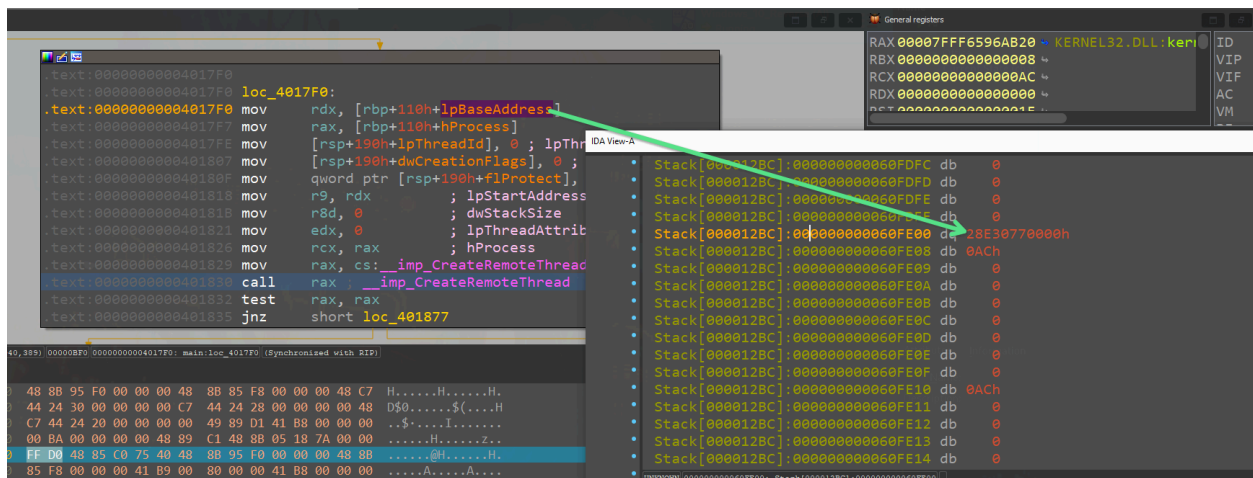 General registers
RAX 00007FFF6596AB20 KERNEL32.DLL:kern
RBX 0000000000000008
RCX 00000000000000AC
RDX 0000000000000000
ID
VIP
VIF
AC
VM
.text:00000000004017F0
.text:00000000004017F0 loc_4017F0:
.text:00000000004017F0 mov rdx, [rbp+110h+lpBaseAddress]
.text:00000000004017F7 mov rax, [rbp+110h+hProcess]
.text:00000000004017FE mov [rsp+190h+lpThreadId], 0 ; lpThr
.text:0000000000401807 mov [rsp+190h+dwCreationFlags], 0 ;
.text:000000000040180F mov qword ptr [rsp+190h+flProtect],
.text:0000000000401818 mov r9, rdx ; lpStartAddress
.text:000000000040181B mov r8d, 0 ; dwStackSize
.text:0000000000401821 mov edx, 0 ; lpThreadAttrib
.text:0000000000401826 mov rcx, rax ; hProcess
.text:0000000000401829 mov rax, cs:__imp_CreateRemoteThread
.text:0000000000401830 call rax ; __imp_CreateRemoteThread
.text:0000000000401832 test rax, rax
.text:0000000000401835 jnz short loc_401877
40,389) 00000BF0 00000000004017F0: main:loc_4017F0 (Synchronized with RIP)
48 8B 95 F0 00 00 00 48 8B 85 F8 00 00 00 48 C7 H......H......H.
44 24 30 00 00 00 00 C7 44 24 28 00 00 00 00 48 D$0......$(....H
C7 44 24 20 00 00 00 00 49 89 D1 41 B8 00 00 00
00 BA 00 00 00 00 48 89 C1 48 8B 05 18 7A 00 00 ......H......z..
FF D0 48 85 C0 75 40 48 8B 95 F0 00 00 00 48 8B ......@H......H.
85 F8 00 00 00 41 B9 00 80 00 00 41 B8 00 00 00 .....A.....A....
IDA View-A
Stack[000012BC]:000000000060FDFC db 0
Stack[000012BC]:000000000060FDFD db 0
Stack[000012BC]:000000000060FDFE db 0
Stack[000012BC]:000000000060FDFF db 0
Stack[000012BC]:000000000060FE00 dq 28E30770000h
Stack[000012BC]:000000000060FE08 db 0ACh
Stack[000012BC]:000000000060FE09 db 0
Stack[000012BC]:000000000060FE0A db 0
Stack[000012BC]:000000000060FE0B db 0
Stack[000012BC]:000000000060FE0C db 0
Stack[000012BC]:000000000060FE0D db 0
Stack[000012BC]:000000000060FE0E db 0
Stack[000012BC]:000000000060FE0F db 0
Stack[000012BC]:000000000060FE10 db 0ACh
Stack[000012BC]:000000000060FE11 db 0
Stack[000012BC]:000000000060FE12 db 0
Stack[000012BC]:000000000060FE13 db 0
Stack[000012BC]:000000000060FE14 db 0